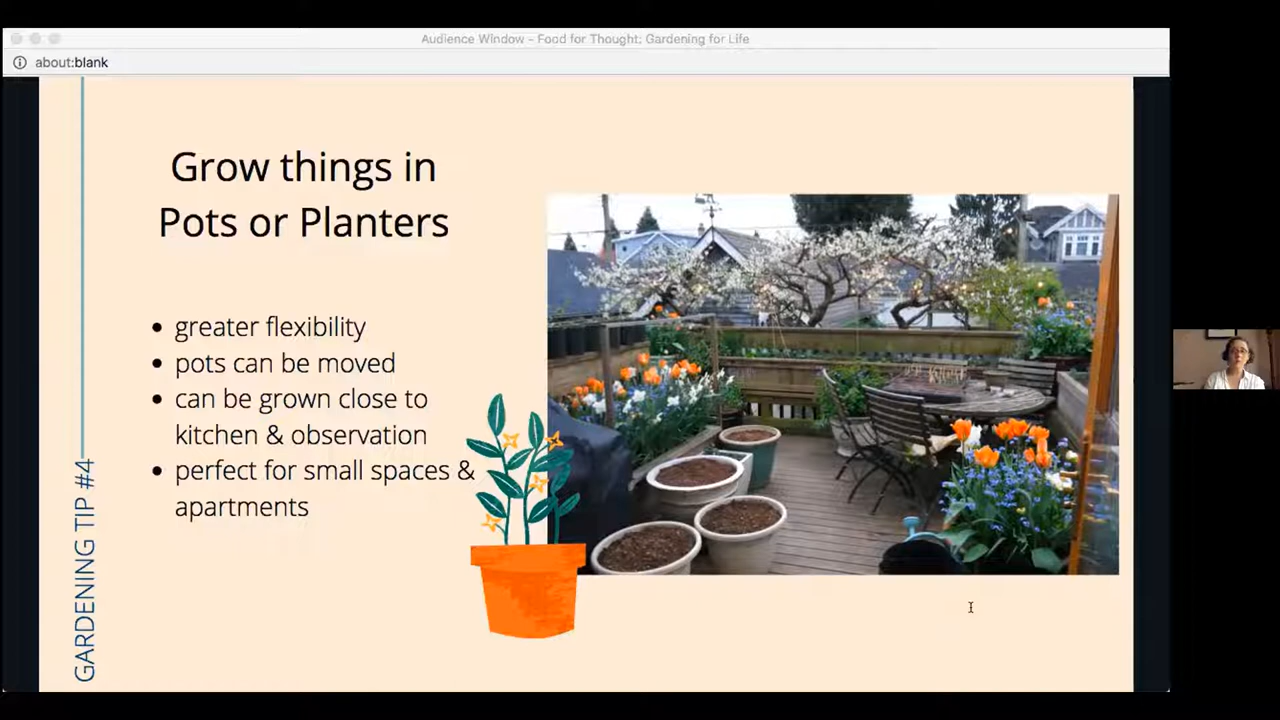 Audience Window – Food for Thought; Gardening for Life
about:blank
Grow things in
Pots or Planters
• greater flexibility
• pots can be moved
• can be grown close to
kitchen & observation
• perfect for small spaces &
apartments
GARDENING TIP #4